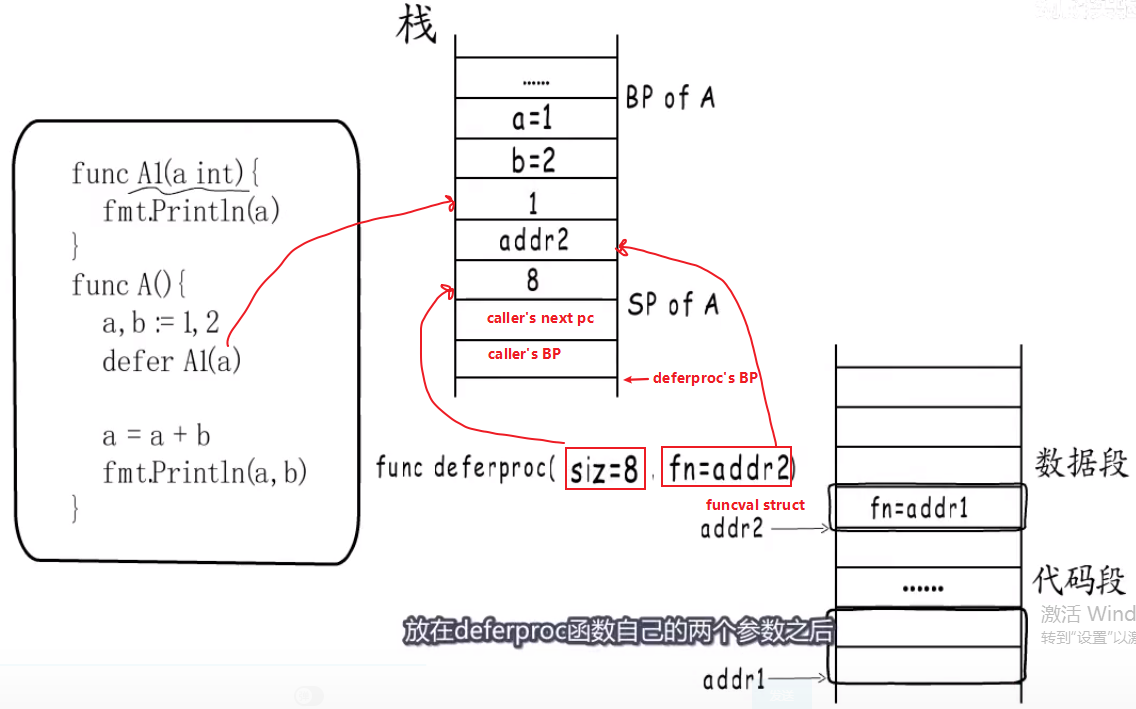 栈
......
BP of A
a=1
b=2
1
addr2
8
SP of A
caller's next pc
caller's BP
deferproc's BP
func A1(a int){
fmt.Println(a)
}
func A(){
a,b := 1,2
defer A1(a)
a = a + b
fmt.Println(a,b)
}
func deferproc( siz=8 , fn=addr2)
funcval struct
数据段
fn=addr1
addr2
代码段
......
addr1
放在deferproc函数自己的两个参数之后
激活 Wind
转到"设置"以激